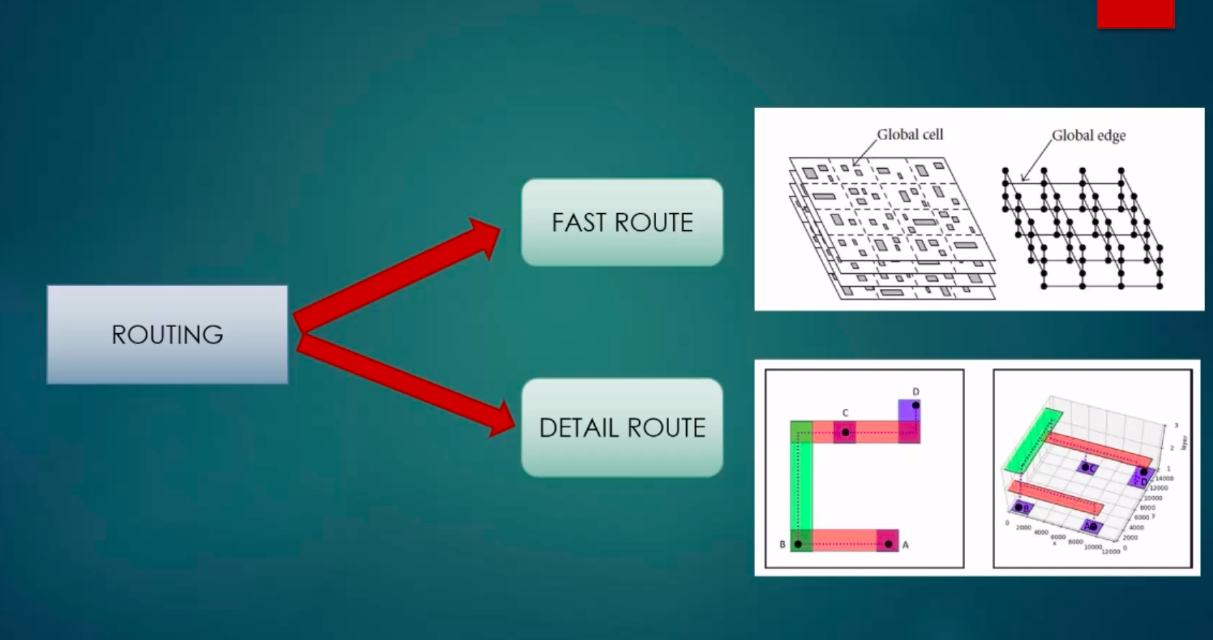 ROUTING
FAST ROUTE
DETAIL ROUTE
Global cell
Global edge
D
C
B
A
C
D
B
A
3
2
1
layer
14000
12000
10000
8000
6000
4000
2000
0
y
0
2000
4000
6000
8000
10000
12000
x